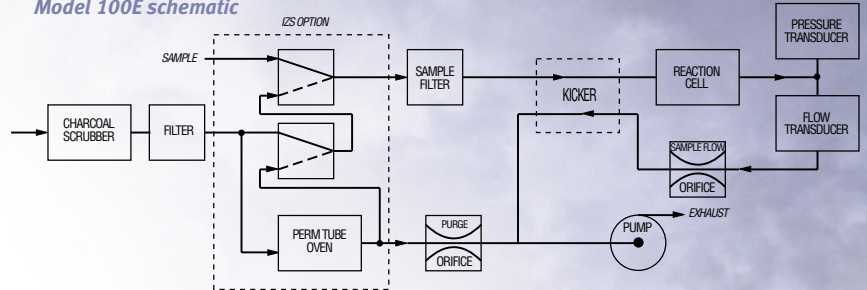 Model 100E schematic
IZS OPTION
PRESSURE
TRANSDUCER
SAMPLE
SAMPLE
FILTER
KICKER
REACTION
CELL
CHARCOAL
SCRUBBER
FILTER
FLOW
TRANSDUCER
SAMPLE FLOW
ORIFICE
PERM TUBE
OVEN
PURGE
ORIFICE
PUMP
EXHAUST